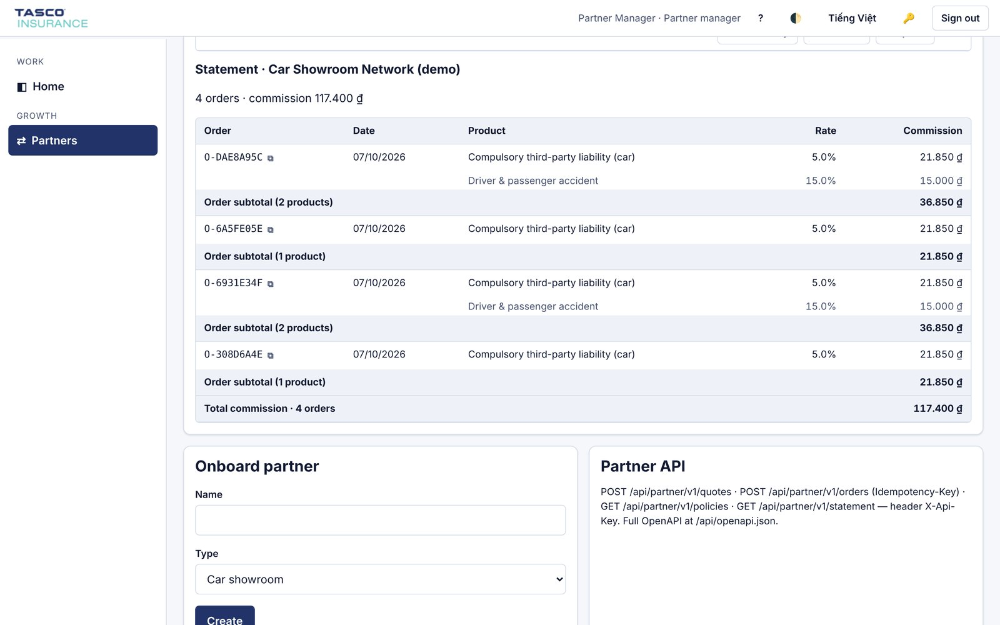 TASCO
INSURANCE
Partner Manager · Partner manager
?
Tiếng Việt
Sign out
WORK
Home
GROWTH
Partners
Statement · Car Showroom Network (demo)
4 orders · commission 117.400 ₫
Order Date Product Rate Commission
O-DAE8A95C 07/10/2026 Compulsory third-party liability (car) 5.0% 21.850 ₫
Driver & passenger accident 15.0% 15.000 ₫
Order subtotal (2 products) 36.850 ₫
O-6A5FE05E 07/10/2026 Compulsory third-party liability (car) 5.0% 21.850 ₫
Order subtotal (1 product) 21.850 ₫
O-6931E34F 07/10/2026 Compulsory third-party liability (car) 5.0% 21.850 ₫
Driver & passenger accident 15.0% 15.000 ₫
Order subtotal (2 products) 36.850 ₫
O-308D6A4E 07/10/2026 Compulsory third-party liability (car) 5.0% 21.850 ₫
Order subtotal (1 product) 21.850 ₫
Total commission · 4 orders 117.400 ₫
Onboard partner
Name
Type
Car showroom
Create
Partner API
POST /api/partner/v1/quotes · POST /api/partner/v1/orders (Idempotency-Key) ·
GET /api/partner/v1/policies · GET /api/partner/v1/statement — header X-Api-
Key. Full OpenAPI at /api/openapi.json.